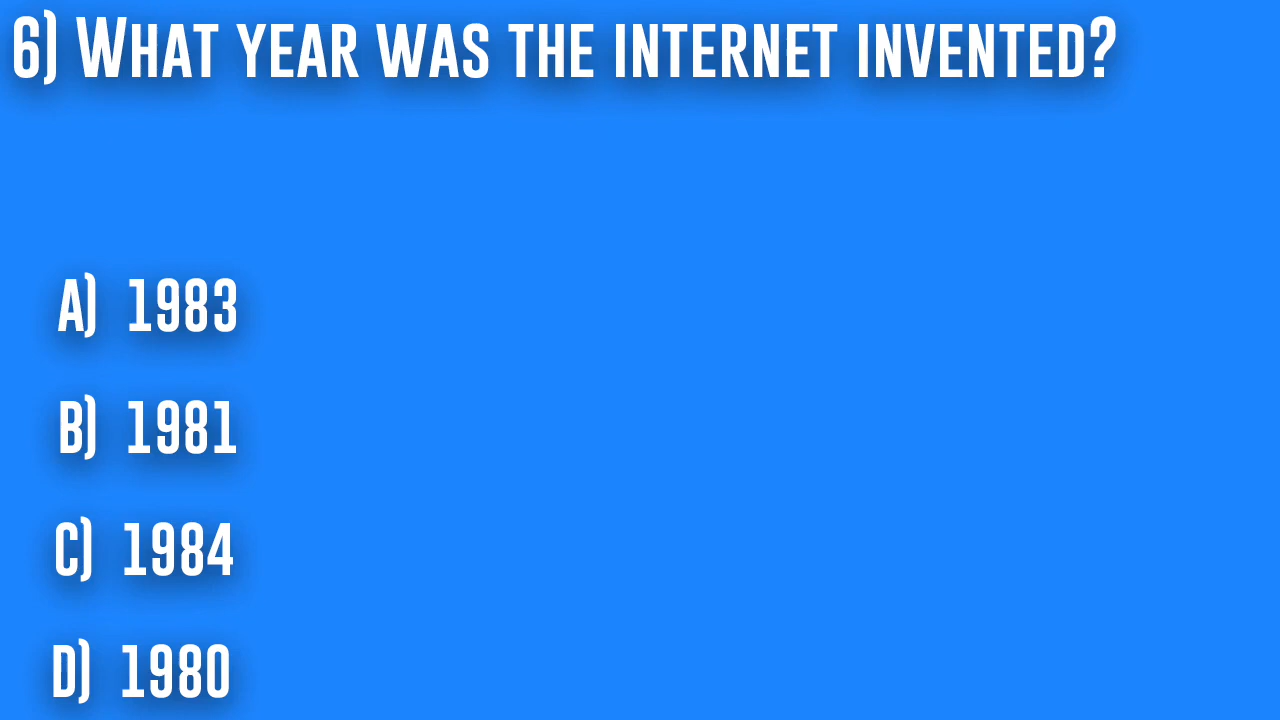 6) What year was the internet invented?
A) 1983
B) 1981
C) 1984
D) 1980